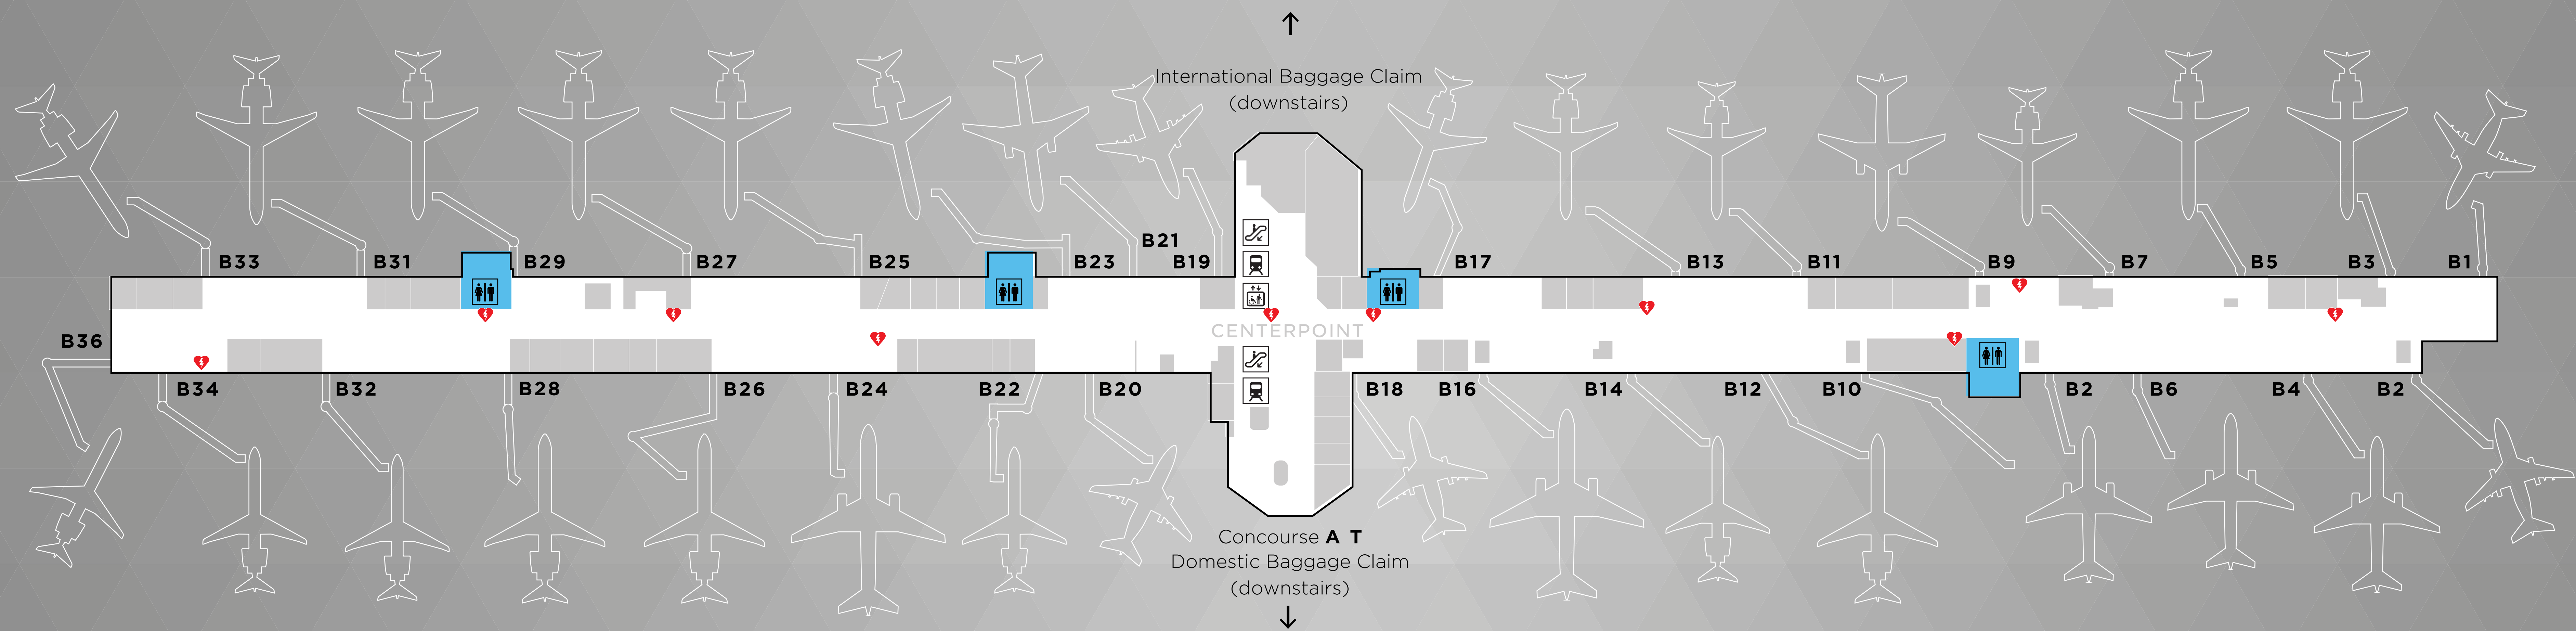 International Baggage Claim
(downstairs)
B21
B33 B31 B29 B27 B25 B23 B19 B17 B13 B11 B9 B7 B5 B3 B1
CENTERPOINT
B36
B34 B32 B28 B26 B24 B22 B20 B18 B16 B14 B12 B10 B2 B6 B4 B2
Concourse A T
Domestic Baggage Claim
(downstairs)